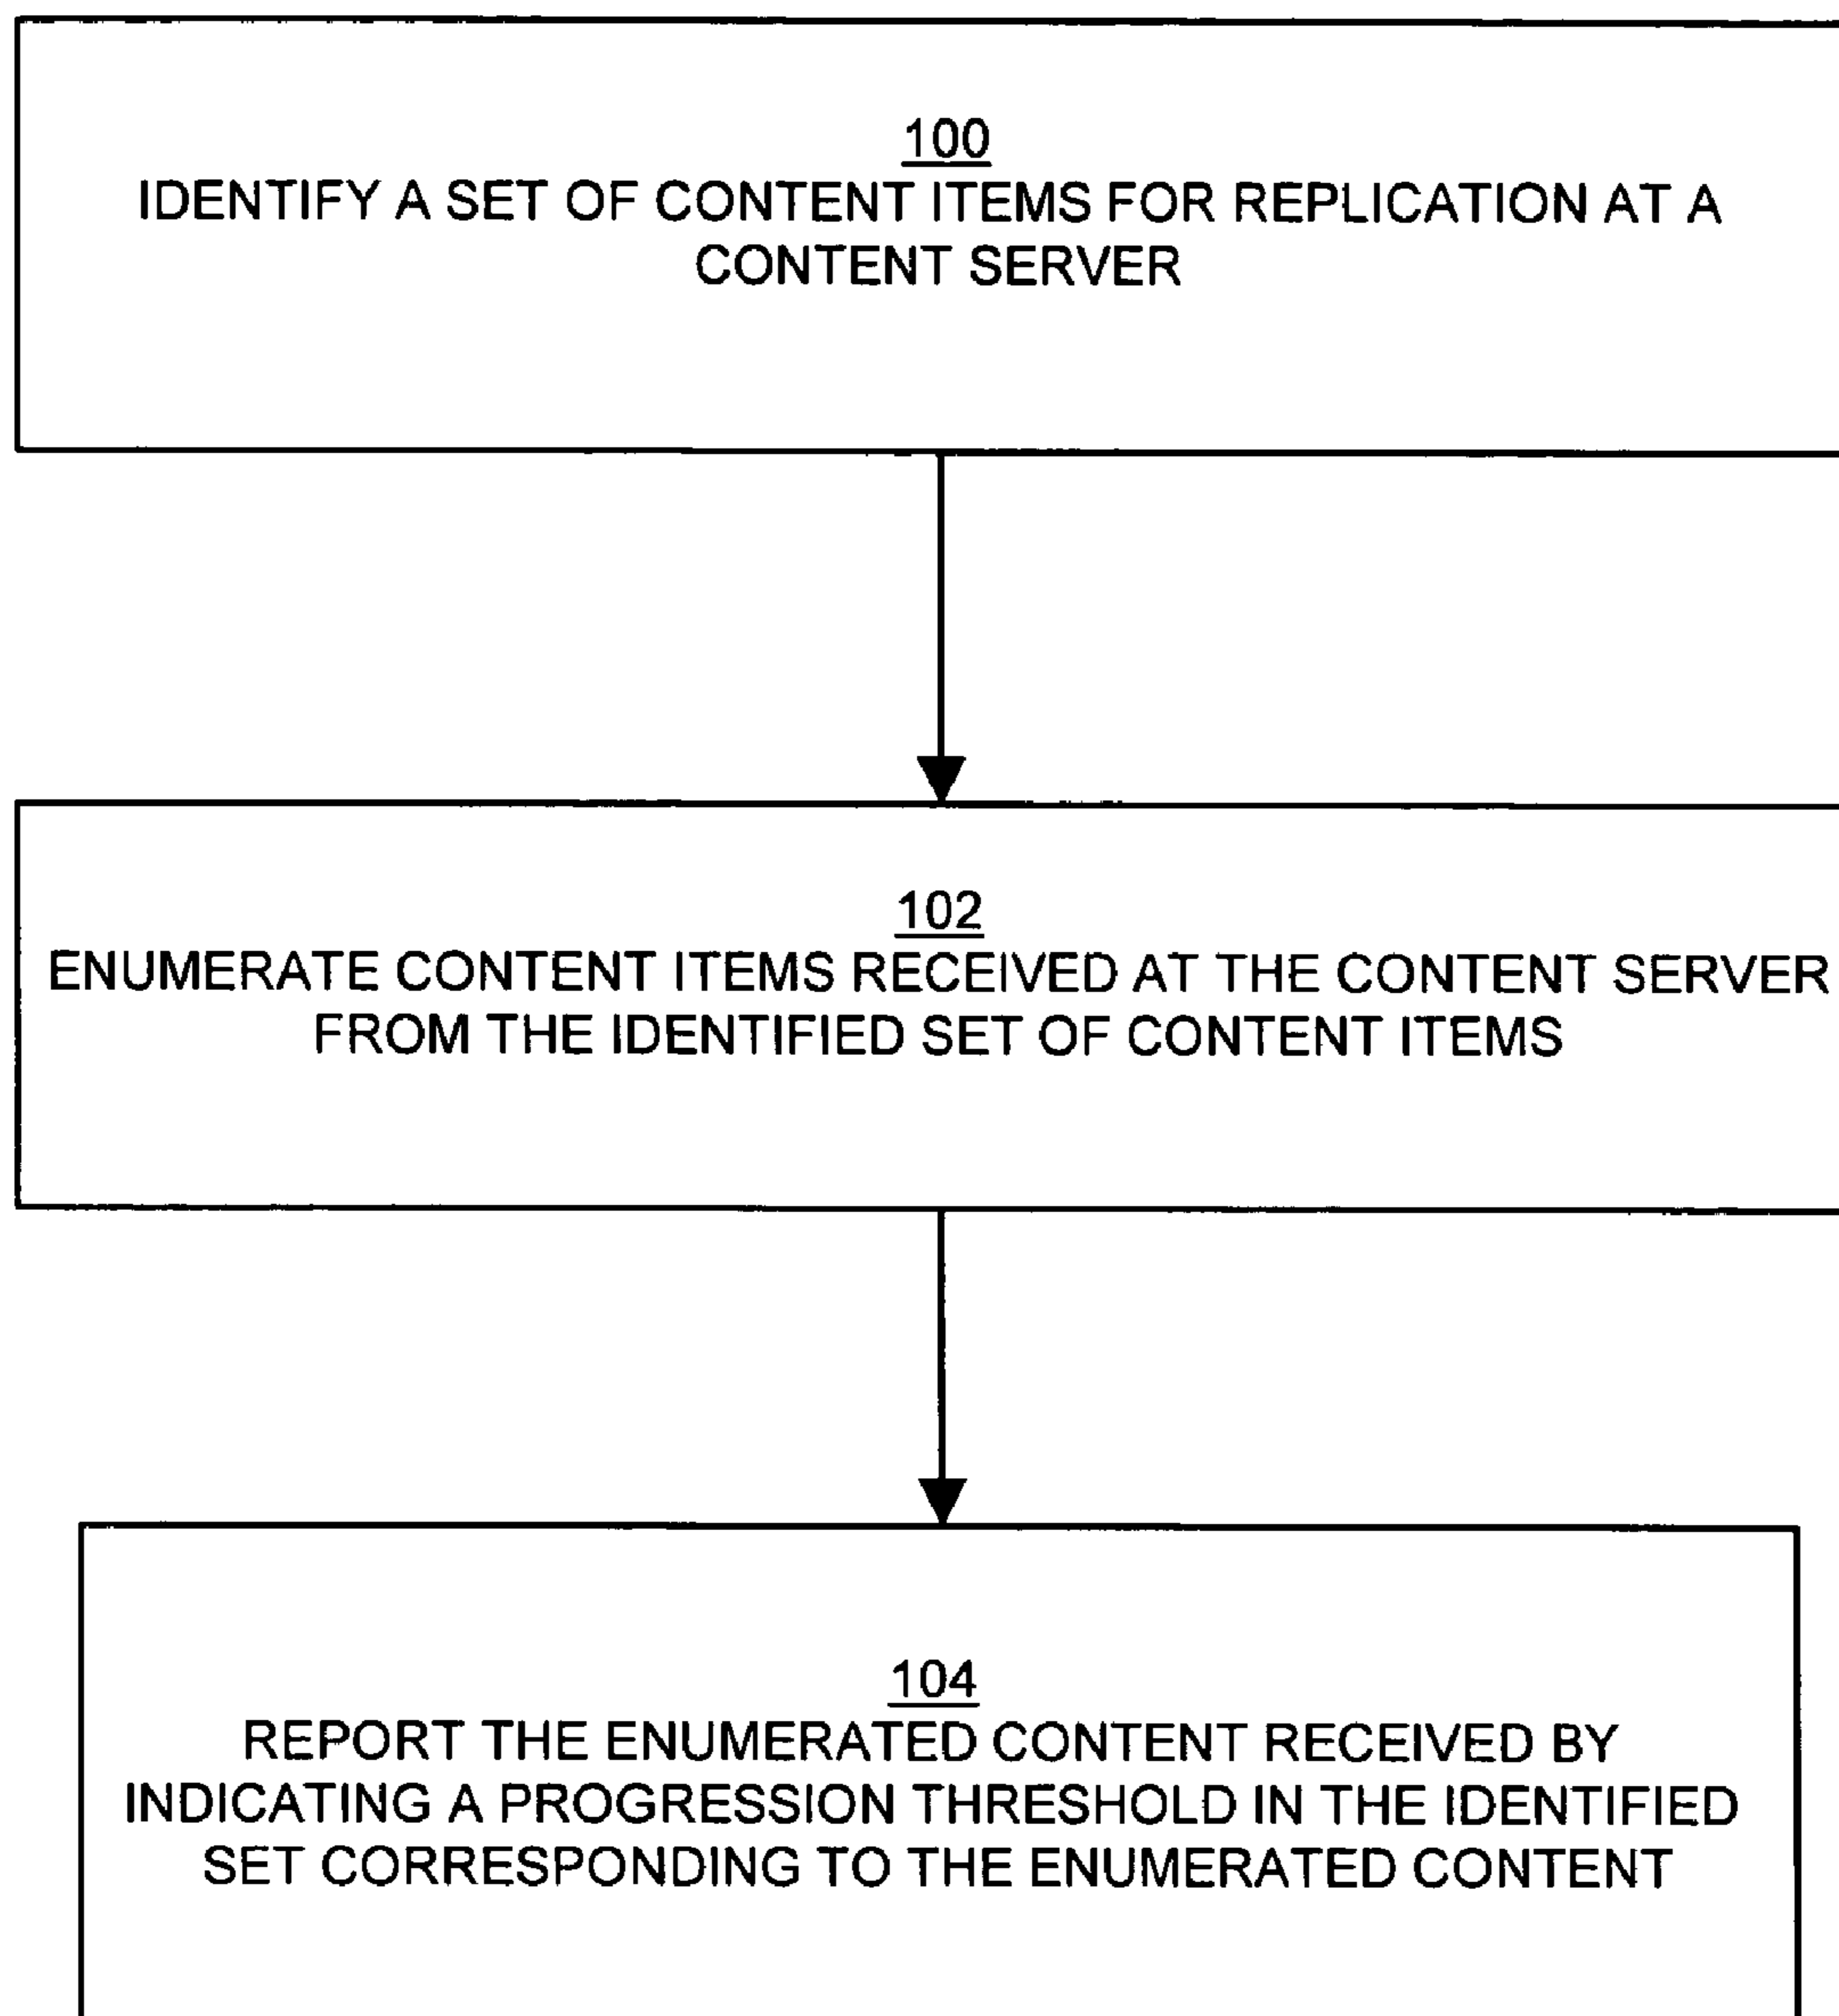 100
IDENTIFY A SET OF CONTENT ITEMS FOR REPLICATION AT A
CONTENT SERVER
102
ENUMERATE CONTENT ITEMS RECEIVED AT THE CONTENT SERVER
FROM THE IDENTIFIED SET OF CONTENT ITEMS
104
REPORT THE ENUMERATED CONTENT RECEIVED BY
INDICATING A PROGRESSION THRESHOLD IN THE IDENTIFIED
SET CORRESPONDING TO THE ENUMERATED CONTENT